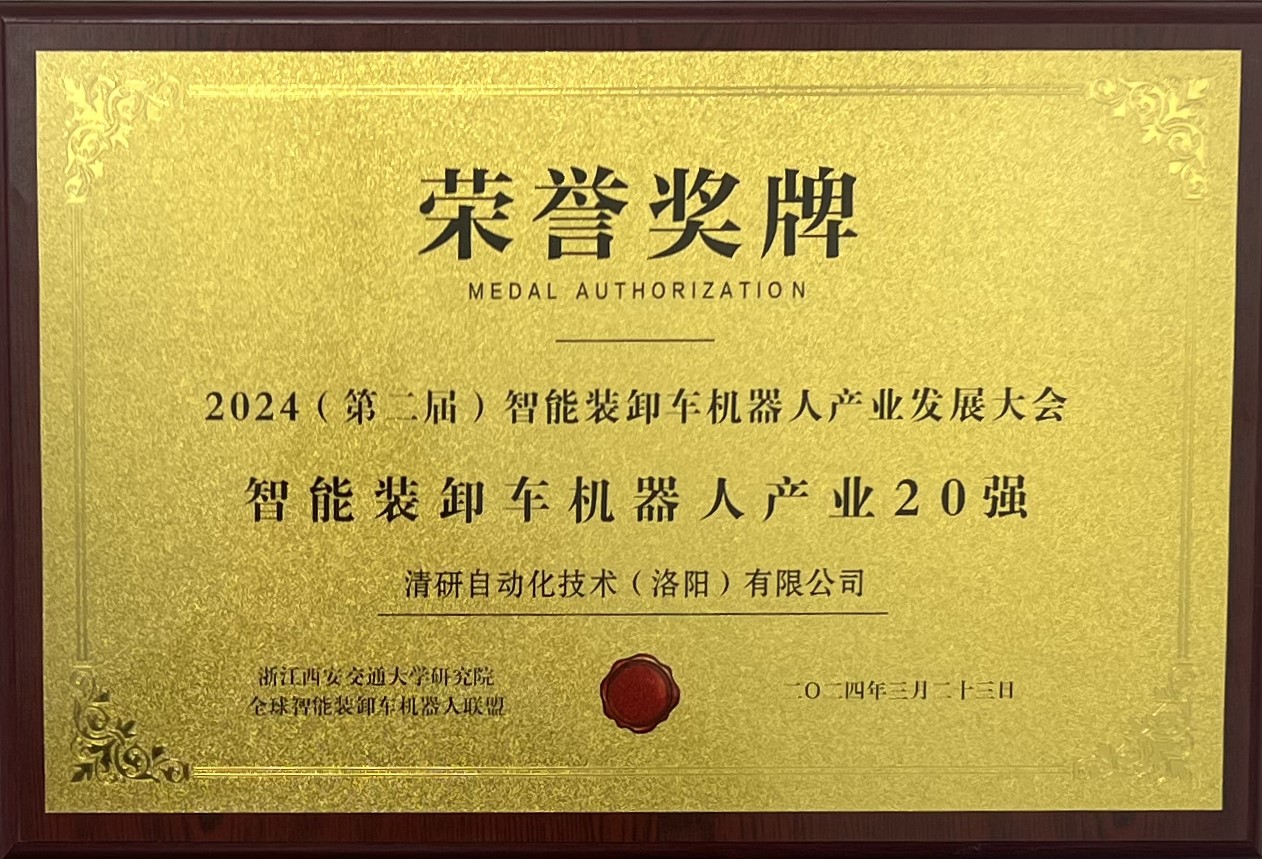 荣誉奖牌
MEDAL AUTHORIZATION
2024（第二届）智能装卸车机器人产业发展大会
智能装卸车机器人产业20强
清研自动化技术（洛阳）有限公司
浙江西安交通大学研究院
全球智能装卸车机器人联盟
二〇二四年三月二十三日